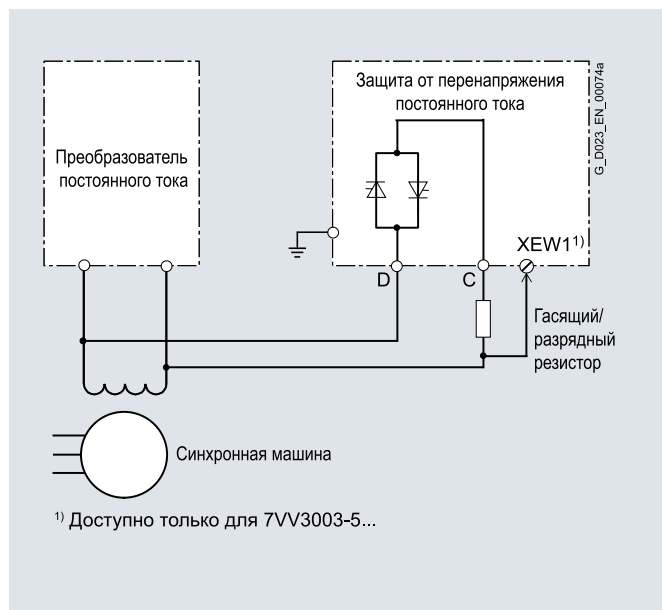 Преобразователь
постоянного тока
Защита от перенапряжения
постоянного тока
G_D023_EN_00074a
XEW1¹⁾
D
C
Гасящий/
разрядный
резистор
Синхронная машина
¹⁾ Доступно только для 7VV3003-5...